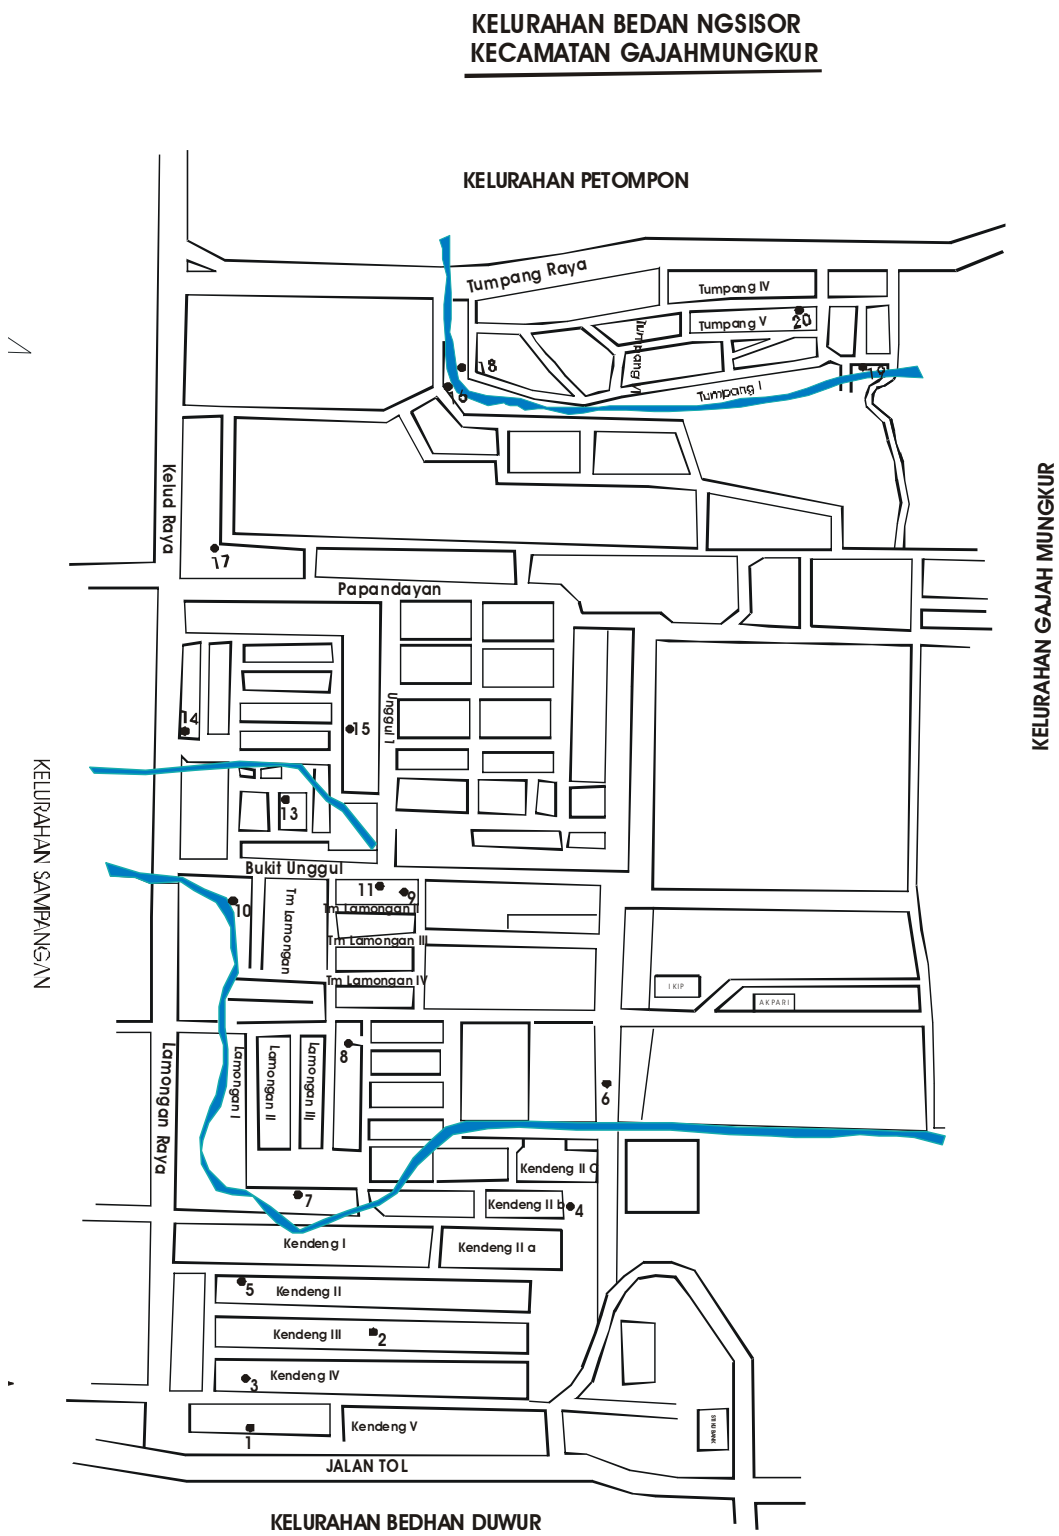 KELURAHAN BEDAN NGSISOR
KECAMATAN GAJAHMUNGKUR
KELURAHAN PETOMPON
Tumpang Raya
Tumpang IV
Tumpang V
20
Tumpang VI
18
19
16
Tumpang I
Kelud Raya
KELURAHAN GAJAH MUNGKUR
17
Papandayan
Unggul 1
14
15
KELURAHAN SAMPANGAN
13
Bukit Unggul
11
9
10
Tm Lamongan
Tm Lamongan II
Tm Lamongan III
Tm Lamongan IV
IKIP
AKPARI
Lamongan Raya
Lamongan I
Lamongan II
Lamongan III
8
6
Kendeng II C
7
Kendeng II b
4
Kendeng I
Kendeng II a
5
Kendeng II
Kendeng III
2
3
Kendeng IV
1
Kendeng V
JALAN TOL
KELURAHAN BEDHAN DUWUR